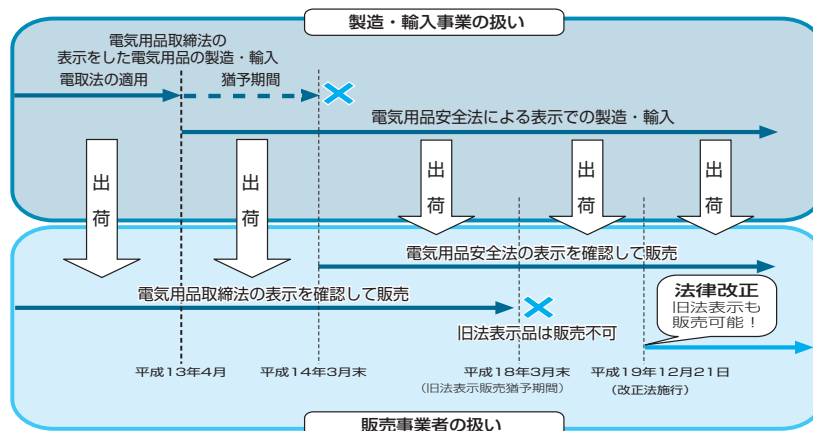 製造・輸入事業の扱い
電気用品取締法の
表示をした電気用品の製造・輸入
電取法の適用
猶予期間
電気用品安全法による表示での製造・輸入
出荷
出荷
出荷
出荷
出荷
電気用品安全法の表示を確認して販売
電気用品取締法の表示を確認して販売
旧法表示品は販売不可
法律改正
旧法表示も
販売可能！
平成13年4月
平成14年3月末
平成18年3月末
（旧法表示販売猶予期間）
平成19年12月21日
（改正法施行）
販売事業者の扱い